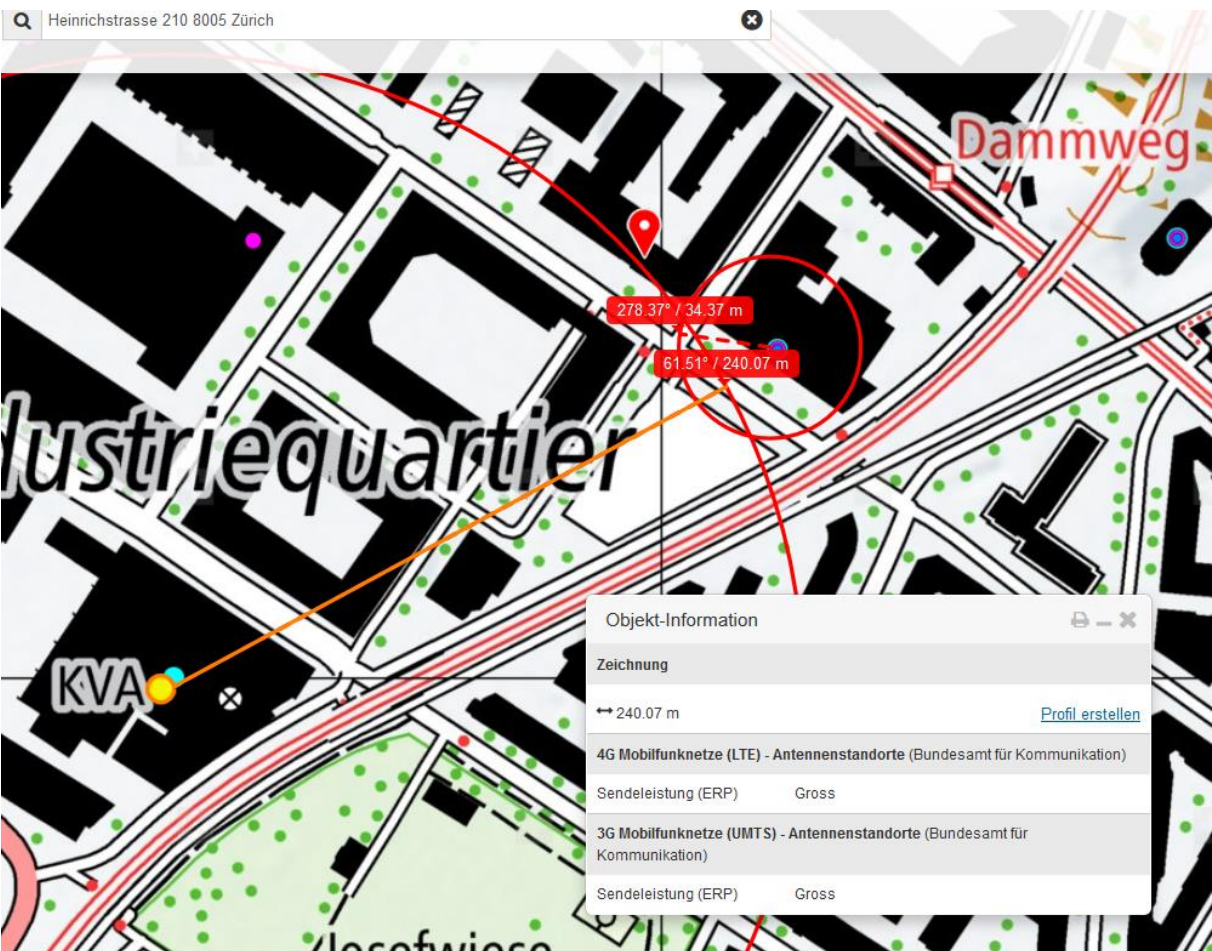 Heinrichstrasse 210 8005 Zürich
Dammweg
278.37° / 34.37 m
61.51° / 240.07 m
lustriequartier
KVA
Objekt-Information
Zeichnung
↔ 240.07 m Profil erstellen
4G Mobilfunknetze (LTE) - Antennenstandorte (Bundesamt für Kommunikation)
Sendeleistung (ERP) Gross
3G Mobilfunknetze (UMTS) - Antennenstandorte (Bundesamt für
Kommunikation)
Sendeleistung (ERP) Gross
Josefwiese